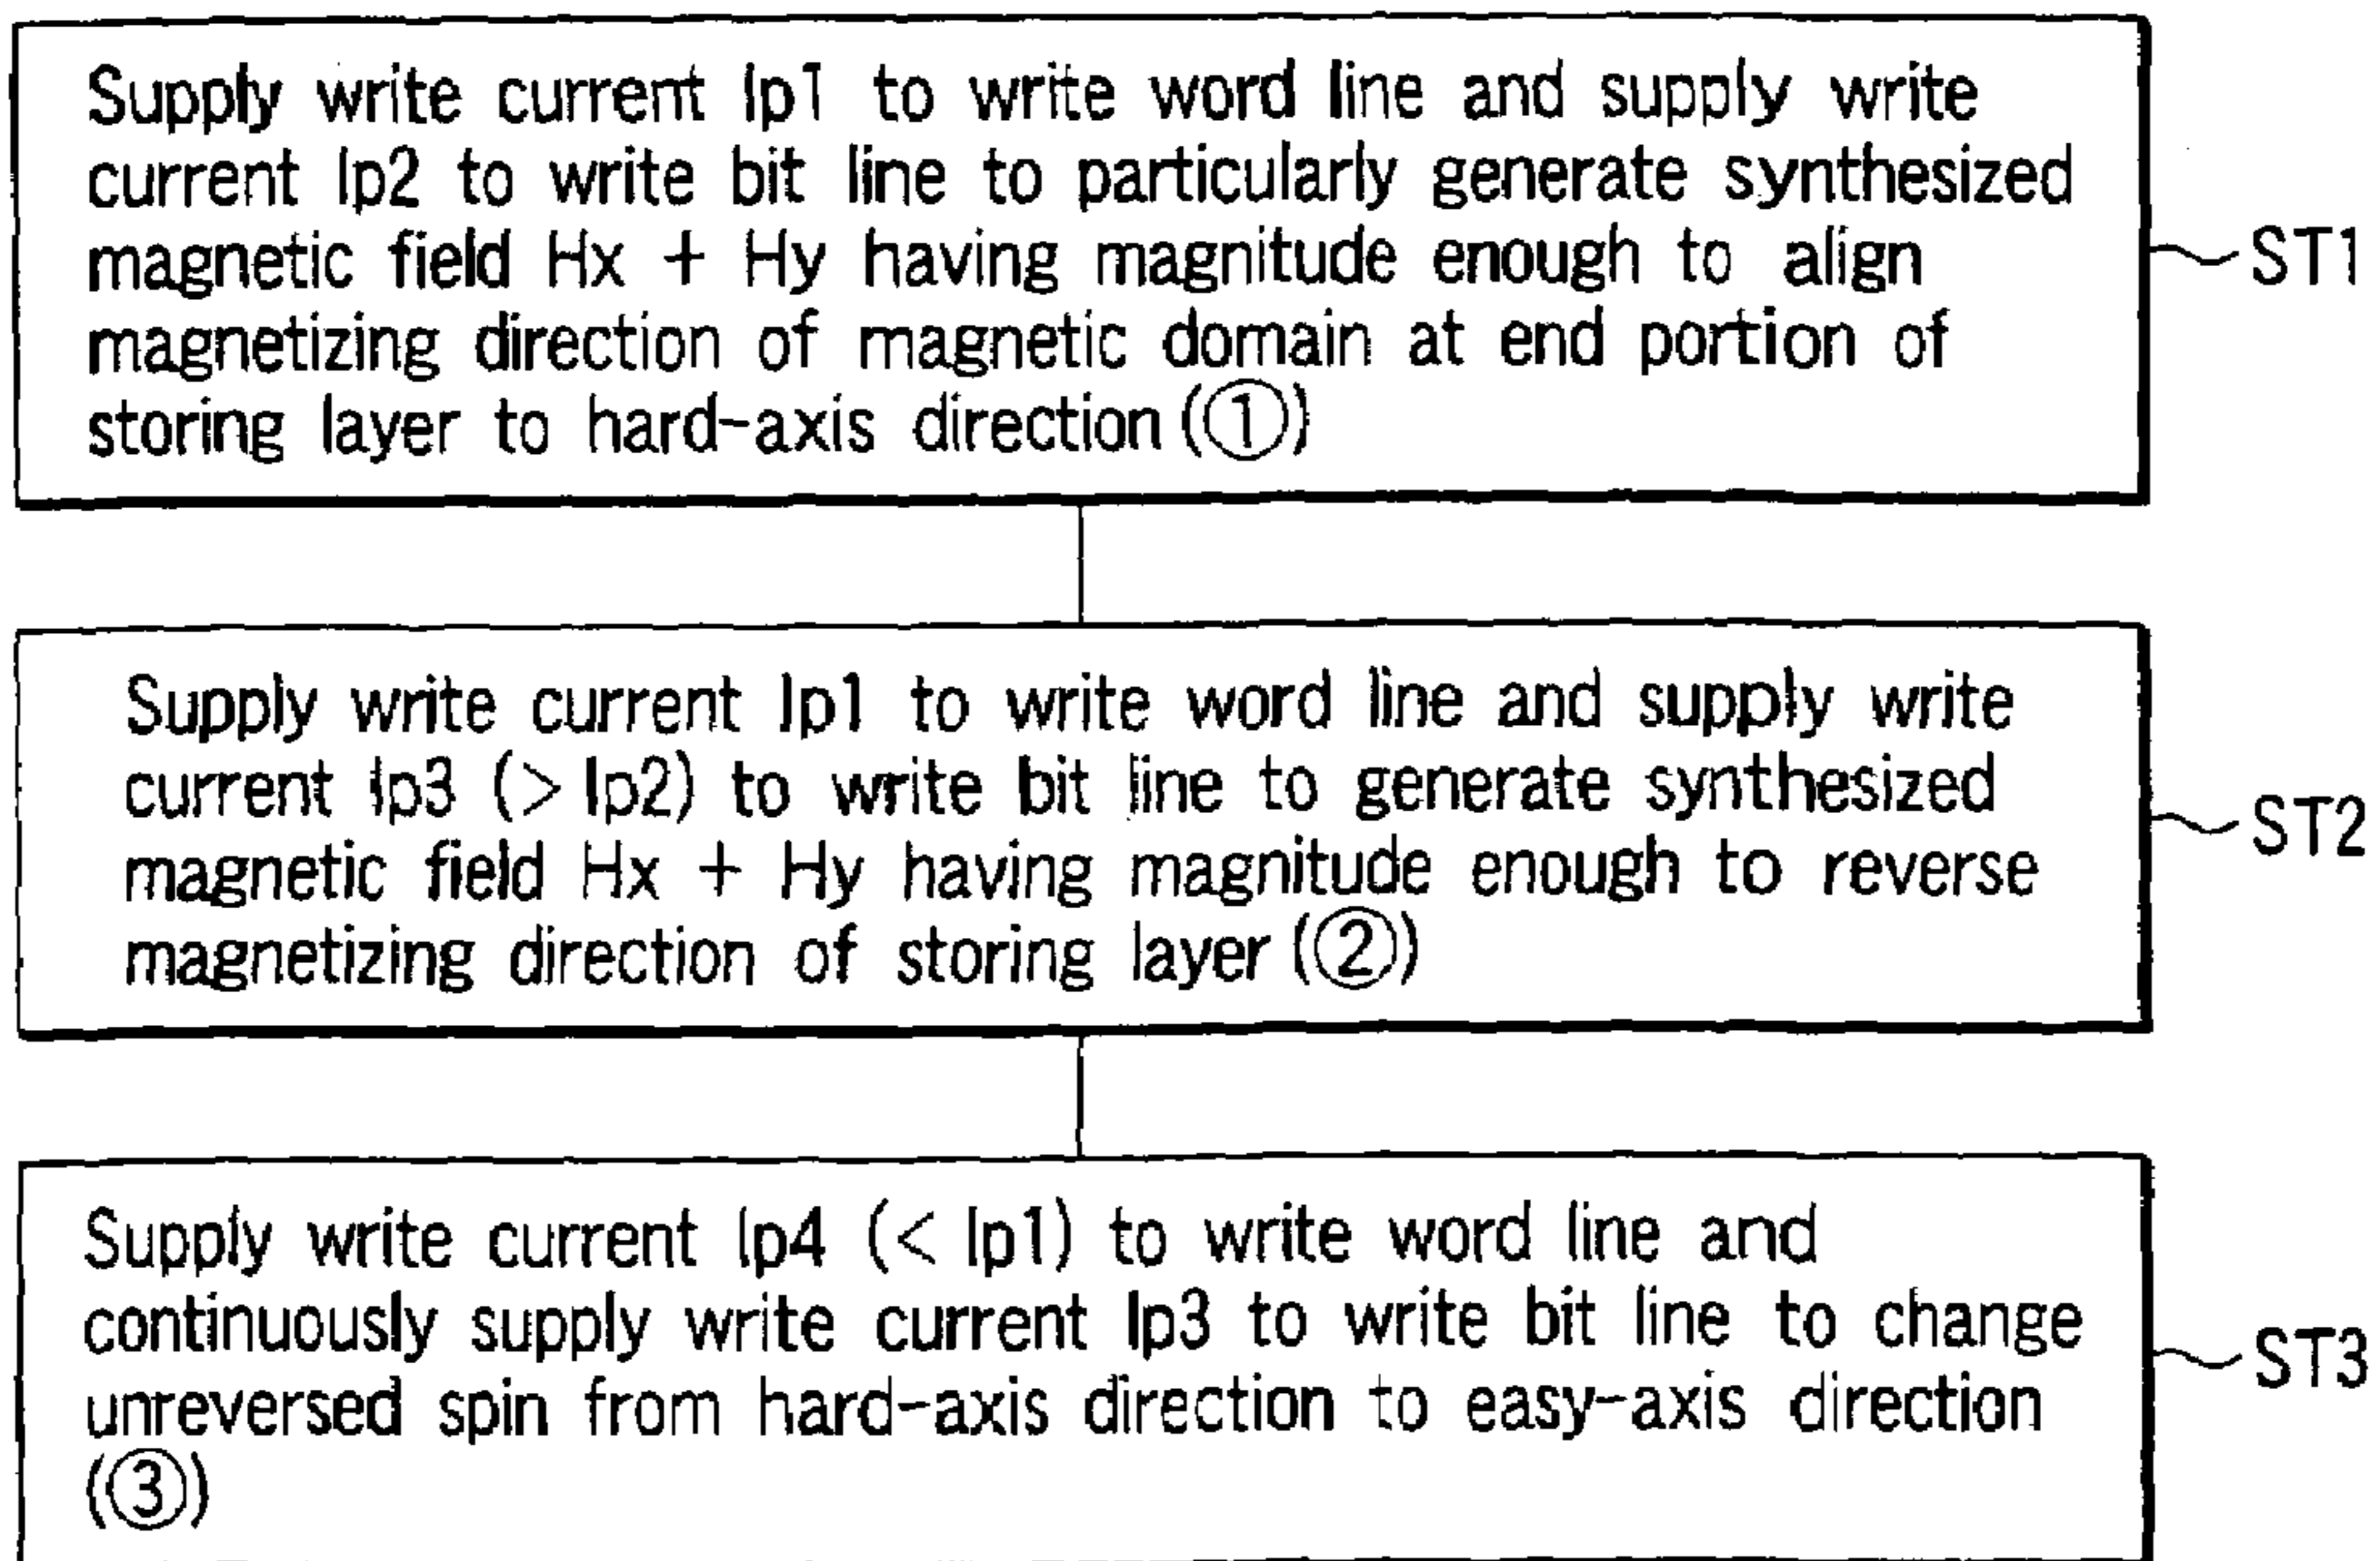 Supply write current Ip1 to write word line and supply write
current Ip2 to write bit line to particularly generate synthesized
magnetic field Hx + Hy having magnitude enough to align
magnetizing direction of magnetic domain at end portion of
storing layer to hard-axis direction (①)
ST1
Supply write current Ip1 to write word line and supply write
current Ip3 (> Ip2) to write bit line to generate synthesized
magnetic field Hx + Hy having magnitude enough to reverse
magnetizing direction of storing layer (②)
ST2
Supply write current Ip4 (< Ip1) to write word line and
continuously supply write current Ip3 to write bit line to change
unreversed spin from hard-axis direction to easy-axis direction
(③)
ST3